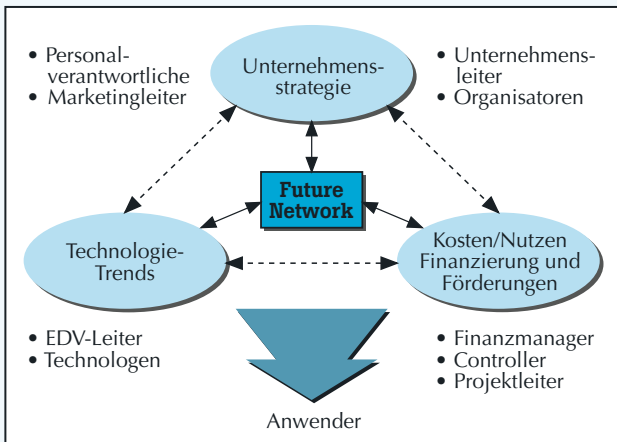 • Personal-
verantwortliche
• Marketingleiter
Unternehmens-
strategie
• Unternehmens-
leiter
• Organisatoren
Future
Network
Technologie-
Trends
Kosten/Nutzen
Finanzierung und
Förderungen
• EDV-Leiter
• Technologen
• Finanzmanager
• Controller
• Projektleiter
Anwender